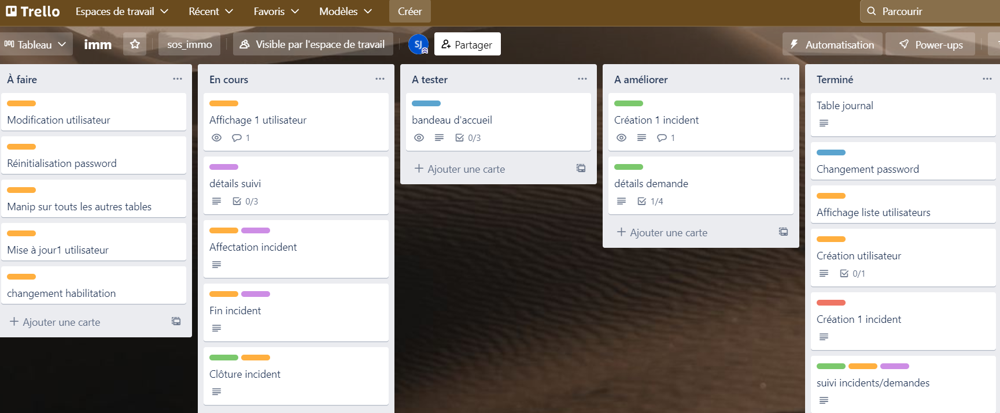 Trello
Espaces de travail
Récent
Favoris
Modèles
Créer
Parcourir
Tableau
imm
sos_immo
Visible par l'espace de travail
SJ
Partager
Automatisation
Power-ups
À faire
Modification utilisateur
Réinitialisation password
Manip sur touts les autres tables
Mise à jour1 utilisateur
changement habilitation
+ Ajouter une carte
En cours
Affichage 1 utilisateur
1
détails suivi
0/3
Affectation incident
Fin incident
Clôture incident
A tester
bandeau d'accueil
0/3
+ Ajouter une carte
A améliorer
Création 1 incident
1
détails demande
1/4
+ Ajouter une carte
Terminé
Table journal
Changement password
Affichage liste utilisateurs
Création utilisateur
0/1
Création 1 incident
suivi incidents/demandes